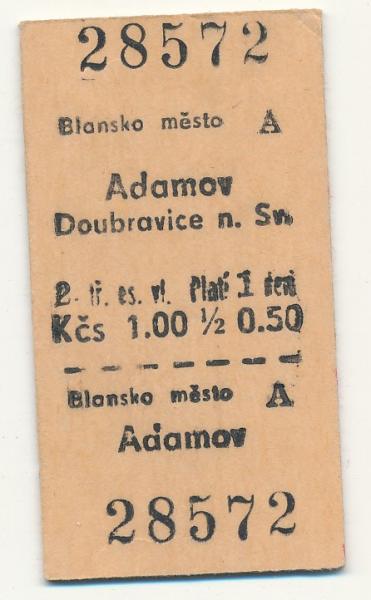 28572
Blansko město A
Adamov
Doubravice n. Sv.
2 tř. os. vl. Platí 1 den
Kčs 1.00 ½ 0.50
Blansko město A
Adamov
28572